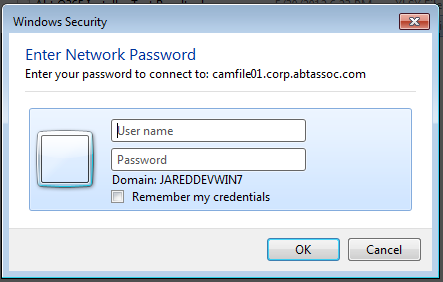 Windows Security
Enter Network Password
Enter your password to connect to: camfile01.corp.abtassoc.com
User name
Password
Domain: JAREDDEVWIN7
Remember my credentials
OK
Cancel